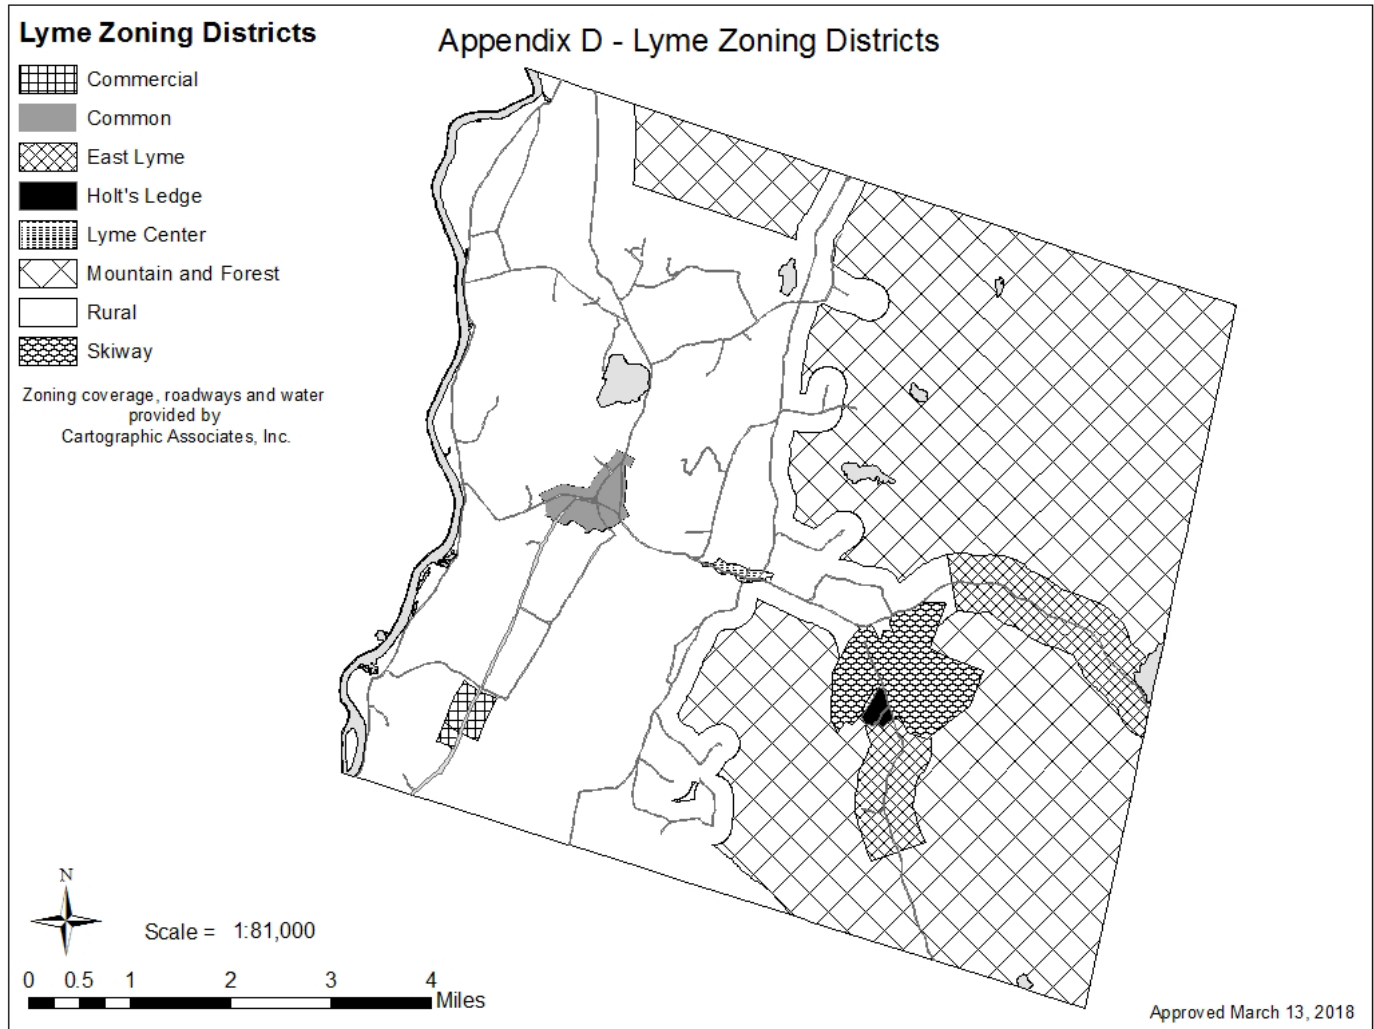 Lyme Zoning Districts
Appendix D - Lyme Zoning Districts
Commercial
Common
East Lyme
Holt's Ledge
Lyme Center
Mountain and Forest
Rural
Skiway
Zoning coverage, roadways and water
provided by
Cartographic Associates, Inc.
N
Scale = 1:81,000
0 0.5 1 2 3 4
Miles
Approved March 13, 2018